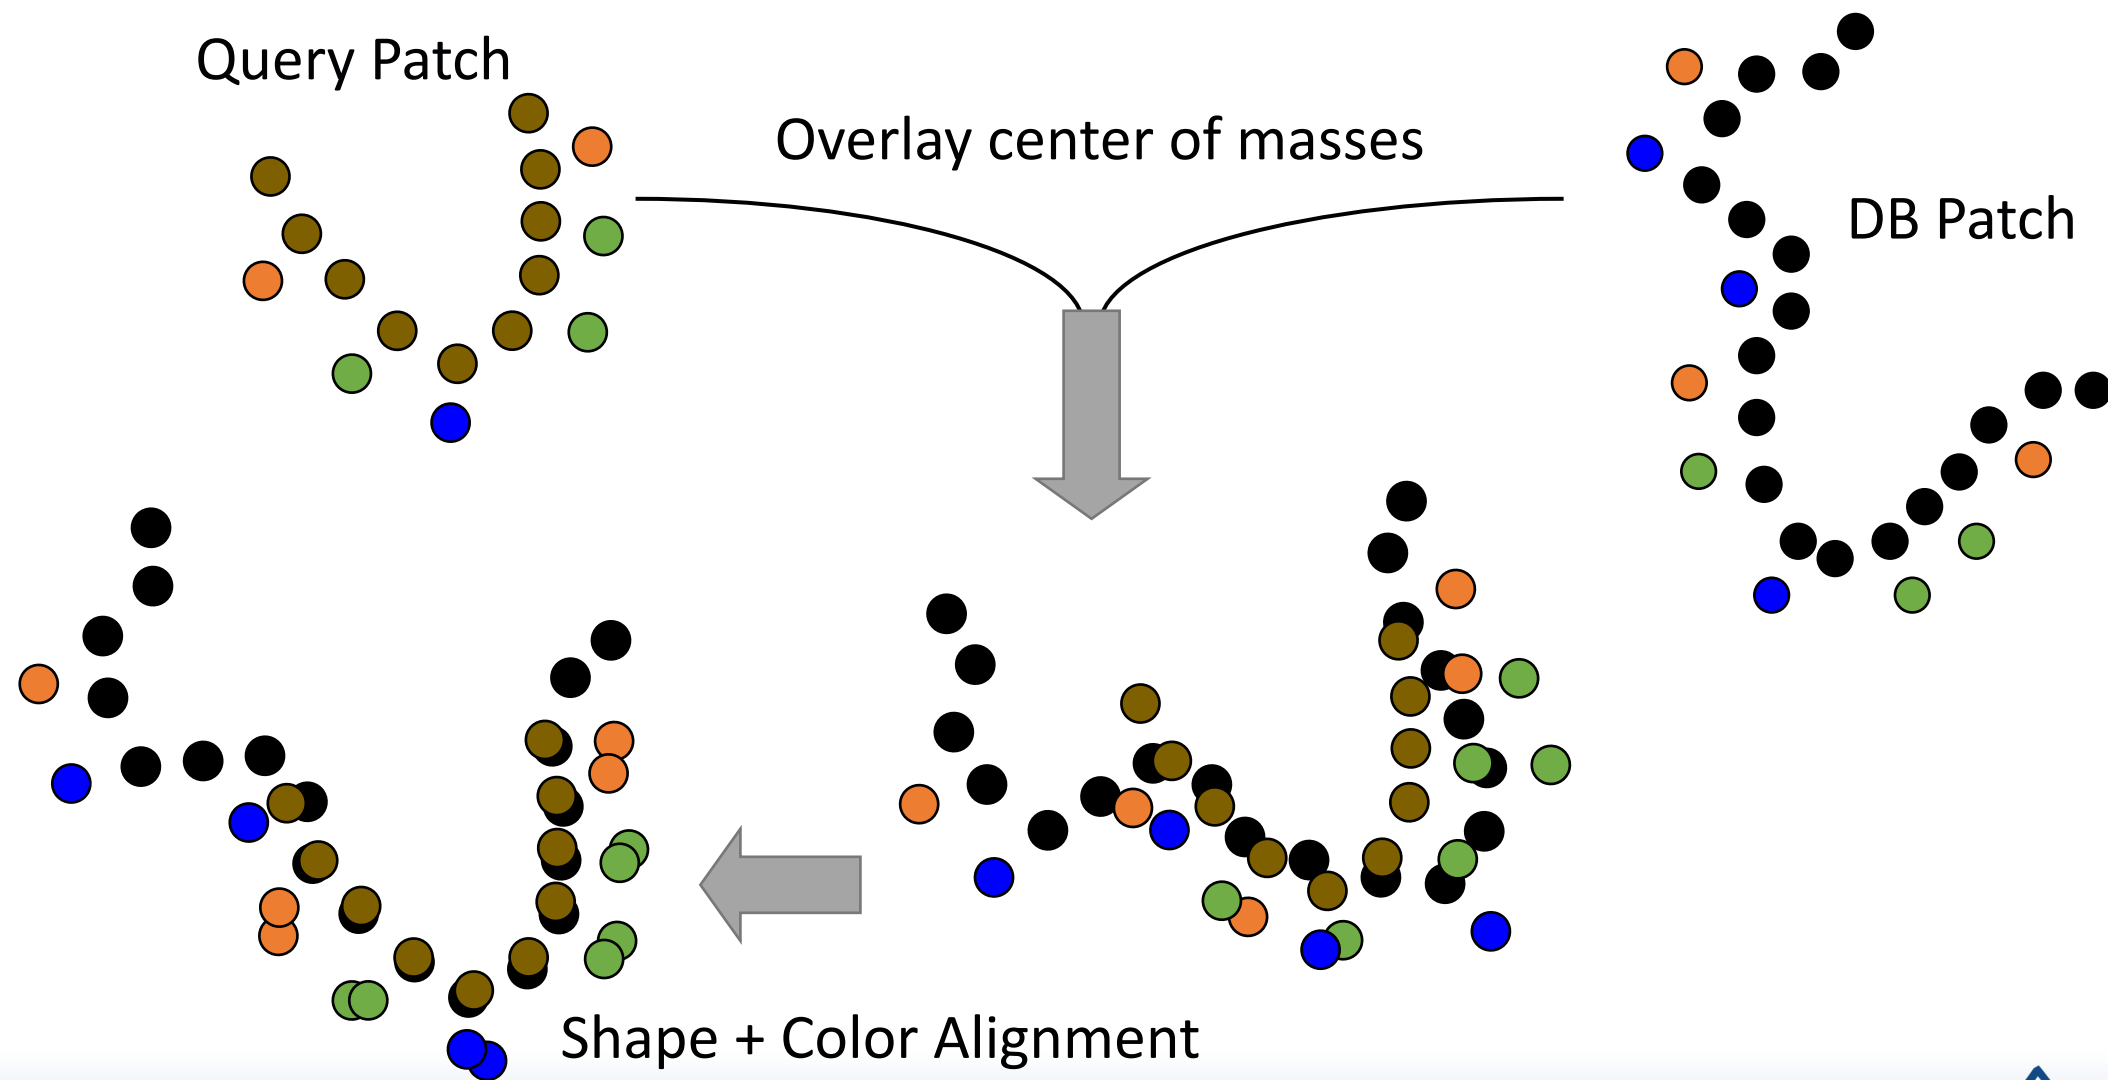 Query Patch
Overlay center of masses
DB Patch
Shape + Color Alignment